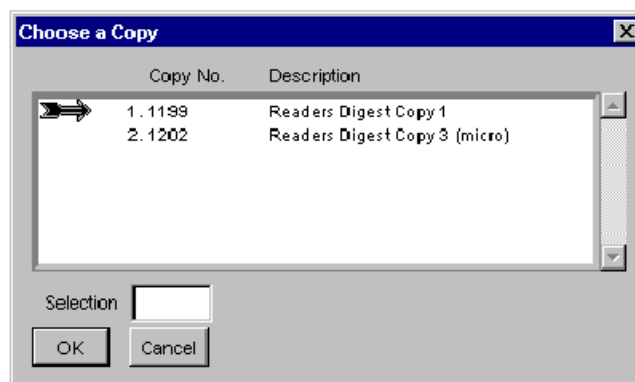 Choose a Copy
Copy No. Description
1. 1199 Readers Digest Copy 1
2. 1202 Readers Digest Copy 3 (micro)
Selection
OK Cancel